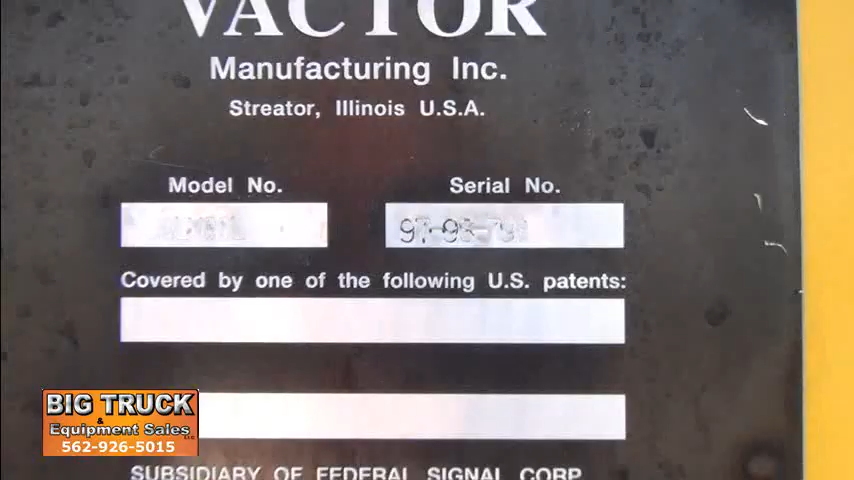 VACTOR
Manufacturing Inc.
Streator, Illinois U.S.A.
Model No. Serial No.
Covered by one of the following U.S. patents:
BIG TRUCK
&
Equipment Sales LLC
562-926-5015
SUBSIDIARY OF FEDERAL SIGNAL CORP